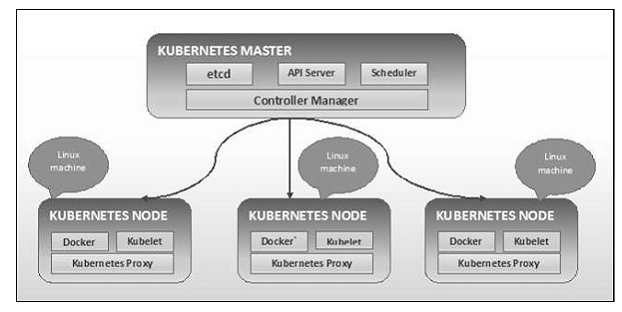 KUBERNETES MASTER
etcd
API Server
Scheduler
Controller Manager
Linux
machine
Linux
machine
Linux
machine
KUBERNETES NODE
Docker
Kubelet
Kubernetes Proxy
KUBERNETES NODE
Docker
Kubelet
Kubernetes Proxy
KUBERNETES NODE
Docker
Kubelet
Kubernetes Proxy